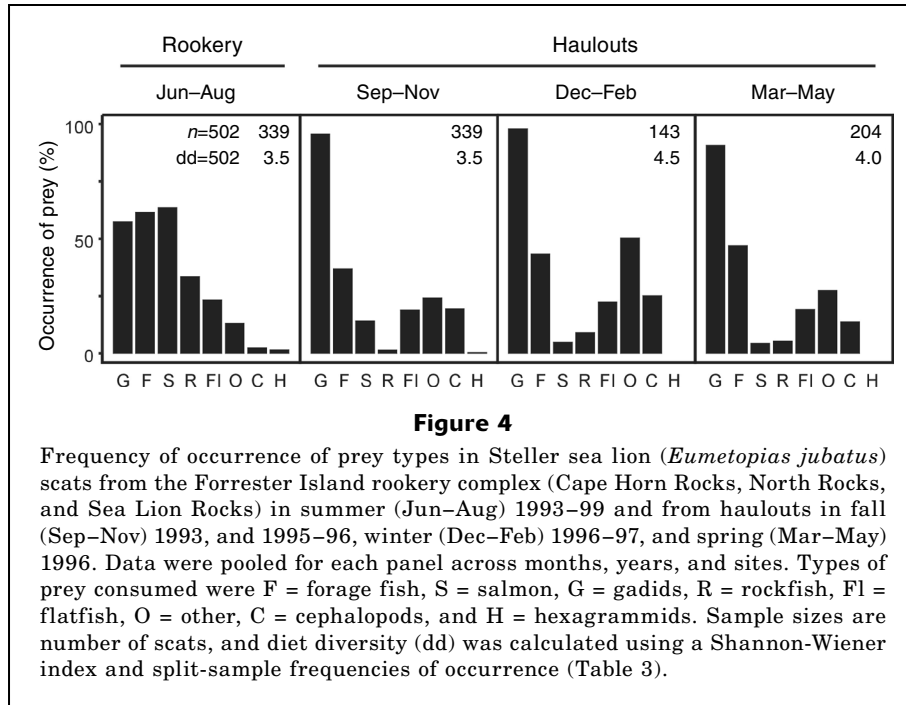 Rookery Haulouts
Jun–Aug Sep–Nov Dec–Feb Mar–May
100 n=502 339 339 143 204
dd=502 3.5 3.5 4.5 4.0
50
0
Occurrence of prey (%)
G F S R Fl O C H G F S R Fl O C H G F S R Fl O C H G F S R Fl O C H
Figure 4
Frequency of occurrence of prey types in Steller sea lion (Eumetopias jubatus)
scats from the Forrester Island rookery complex (Cape Horn Rocks, North Rocks,
and Sea Lion Rocks) in summer (Jun–Aug) 1993–99 and from haulouts in fall
(Sep–Nov) 1993, and 1995–96, winter (Dec–Feb) 1996–97, and spring (Mar–May)
1996. Data were pooled for each panel across months, years, and sites. Types of
prey consumed were F = forage fish, S = salmon, G = gadids, R = rockfish, Fl =
flatfish, O = other, C = cephalopods, and H = hexagrammids. Sample sizes are
number of scats, and diet diversity (dd) was calculated using a Shannon-Wiener
index and split-sample frequencies of occurrence (Table 3).